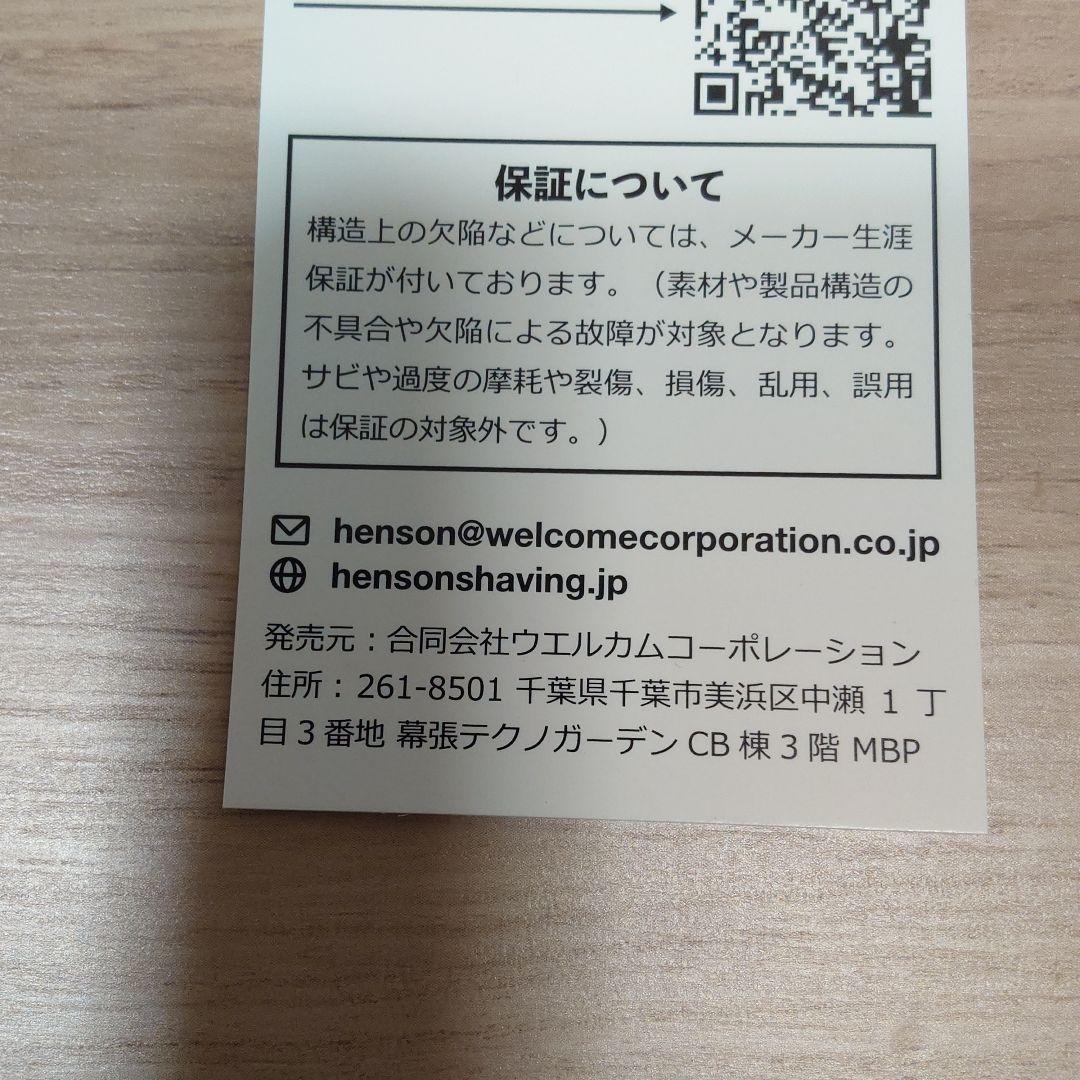 保証について
構造上の欠陥などについては、メーカー生涯
保証が付いております。（素材や製品構造の
不具合や欠陥による故障が対象となります。
サビや過度の摩耗や裂傷、損傷、乱用、誤用
は保証の対象外です。）
henson@welcomecorporation.co.jp
hensonshaving.jp
発売元：合同会社ウエルカムコーポレーション
住所：261-8501 千葉県千葉市美浜区中瀬 1 丁
目3番地 幕張テクノガーデンCB棟3階 MBP